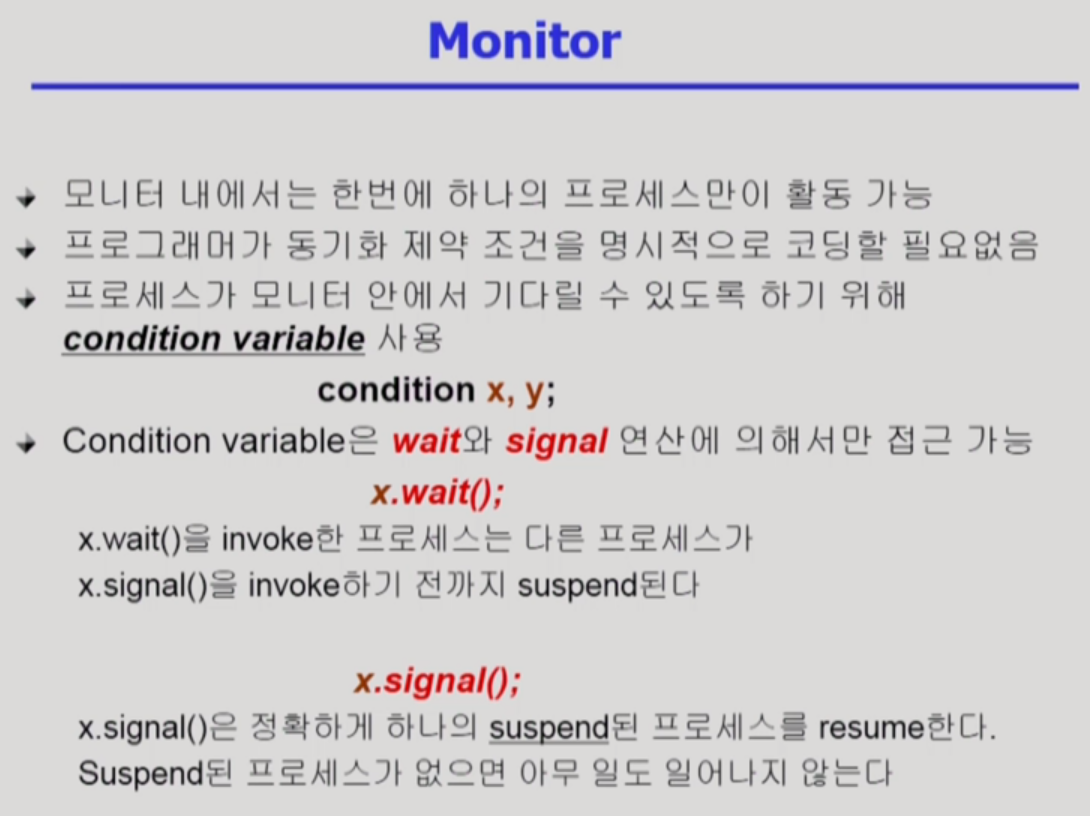 Monitor
모니터 내에서는 한번에 하나의 프로세스만이 활동 가능
프로그래머가 동기화 제약 조건을 명시적으로 코딩할 필요없음
프로세스가 모니터 안에서 기다릴 수 있도록 하기 위해
condition variable 사용
condition x, y;
Condition variable은 wait와 signal 연산에 의해서만 접근 가능
x.wait();
x.wait()을 invoke한 프로세스는 다른 프로세스가
x.signal()을 invoke하기 전까지 suspend된다
x.signal();
x.signal()은 정확하게 하나의 suspend된 프로세스를 resume한다.
Suspend된 프로세스가 없으면 아무 일도 일어나지 않는다